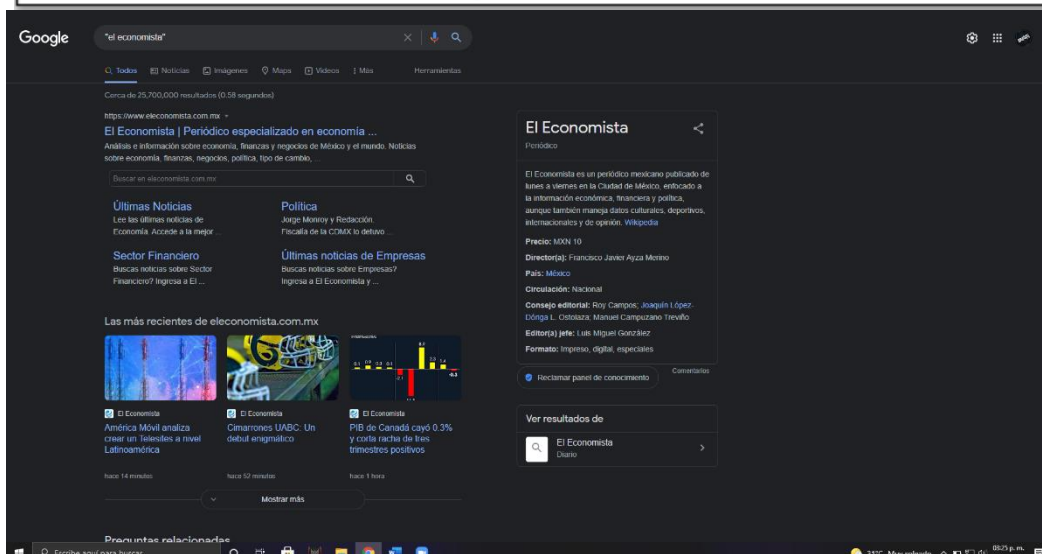 Google
"el economista"
Todos Noticias Imágenes Maps Videos Más Herramientas
Cerca de 25,700,000 resultados (0.58 segundos)
https://www.eleconomista.com.mx
El Economista | Periódico especializado en economía ...
Análisis e información sobre economía, finanzas y negocios de México y el mundo. Noticias
sobre economía, finanzas, negocios, política, tipo de cambio, ...
Buscar en eleconomista.com.mx
Últimas Noticias
Lee las últimas noticias de
Economía. Accede a la mejor ...
Política
Jorge Monroy y Redacción.
Fiscalía de la CDMX lo detuvo ...
Sector Financiero
Buscas noticias sobre Sector
Financiero? Ingresa a El ...
Últimas noticias de Empresas
Buscas noticias sobre Empresas?
Ingresa a El Economista y ...
Las más recientes de eleconomista.com.mx
El Economista
América Móvil analiza
crear un Telesites a nivel
Latinoamérica
hace 14 minutos
El Economista
Cimarrones UABC: Un
debut enigmático
hace 52 minutos
El Economista
PIB de Canadá cayó 0.3%
y corta racha de tres
trimestres positivos
hace 1 hora
Mostrar más
Preguntas relacionadas
El Economista
Periódico
El Economista es un periódico mexicano publicado de
lunes a viernes en la Ciudad de México, enfocado a
la información económica, financiera y política,
aunque también maneja datos culturales, deportivos,
internacionales y de opinión. Wikipedia
Precio: MXN 10
Director(a): Francisco Javier Ayza Merino
País: México
Circulación: Nacional
Consejo editorial: Roy Campos; Joaquín López-
Dóriga L. Ostolaza; Manuel Campuzano Treviño
Editor(a) jefe: Luis Miguel González
Formato: Impreso, digital, especiales
Reclamar panel de conocimiento
Comentarios
Ver resultados de
El Economista
Diario
Escribe aquí para buscar
31°C Muy soleado
03:25 p. m.